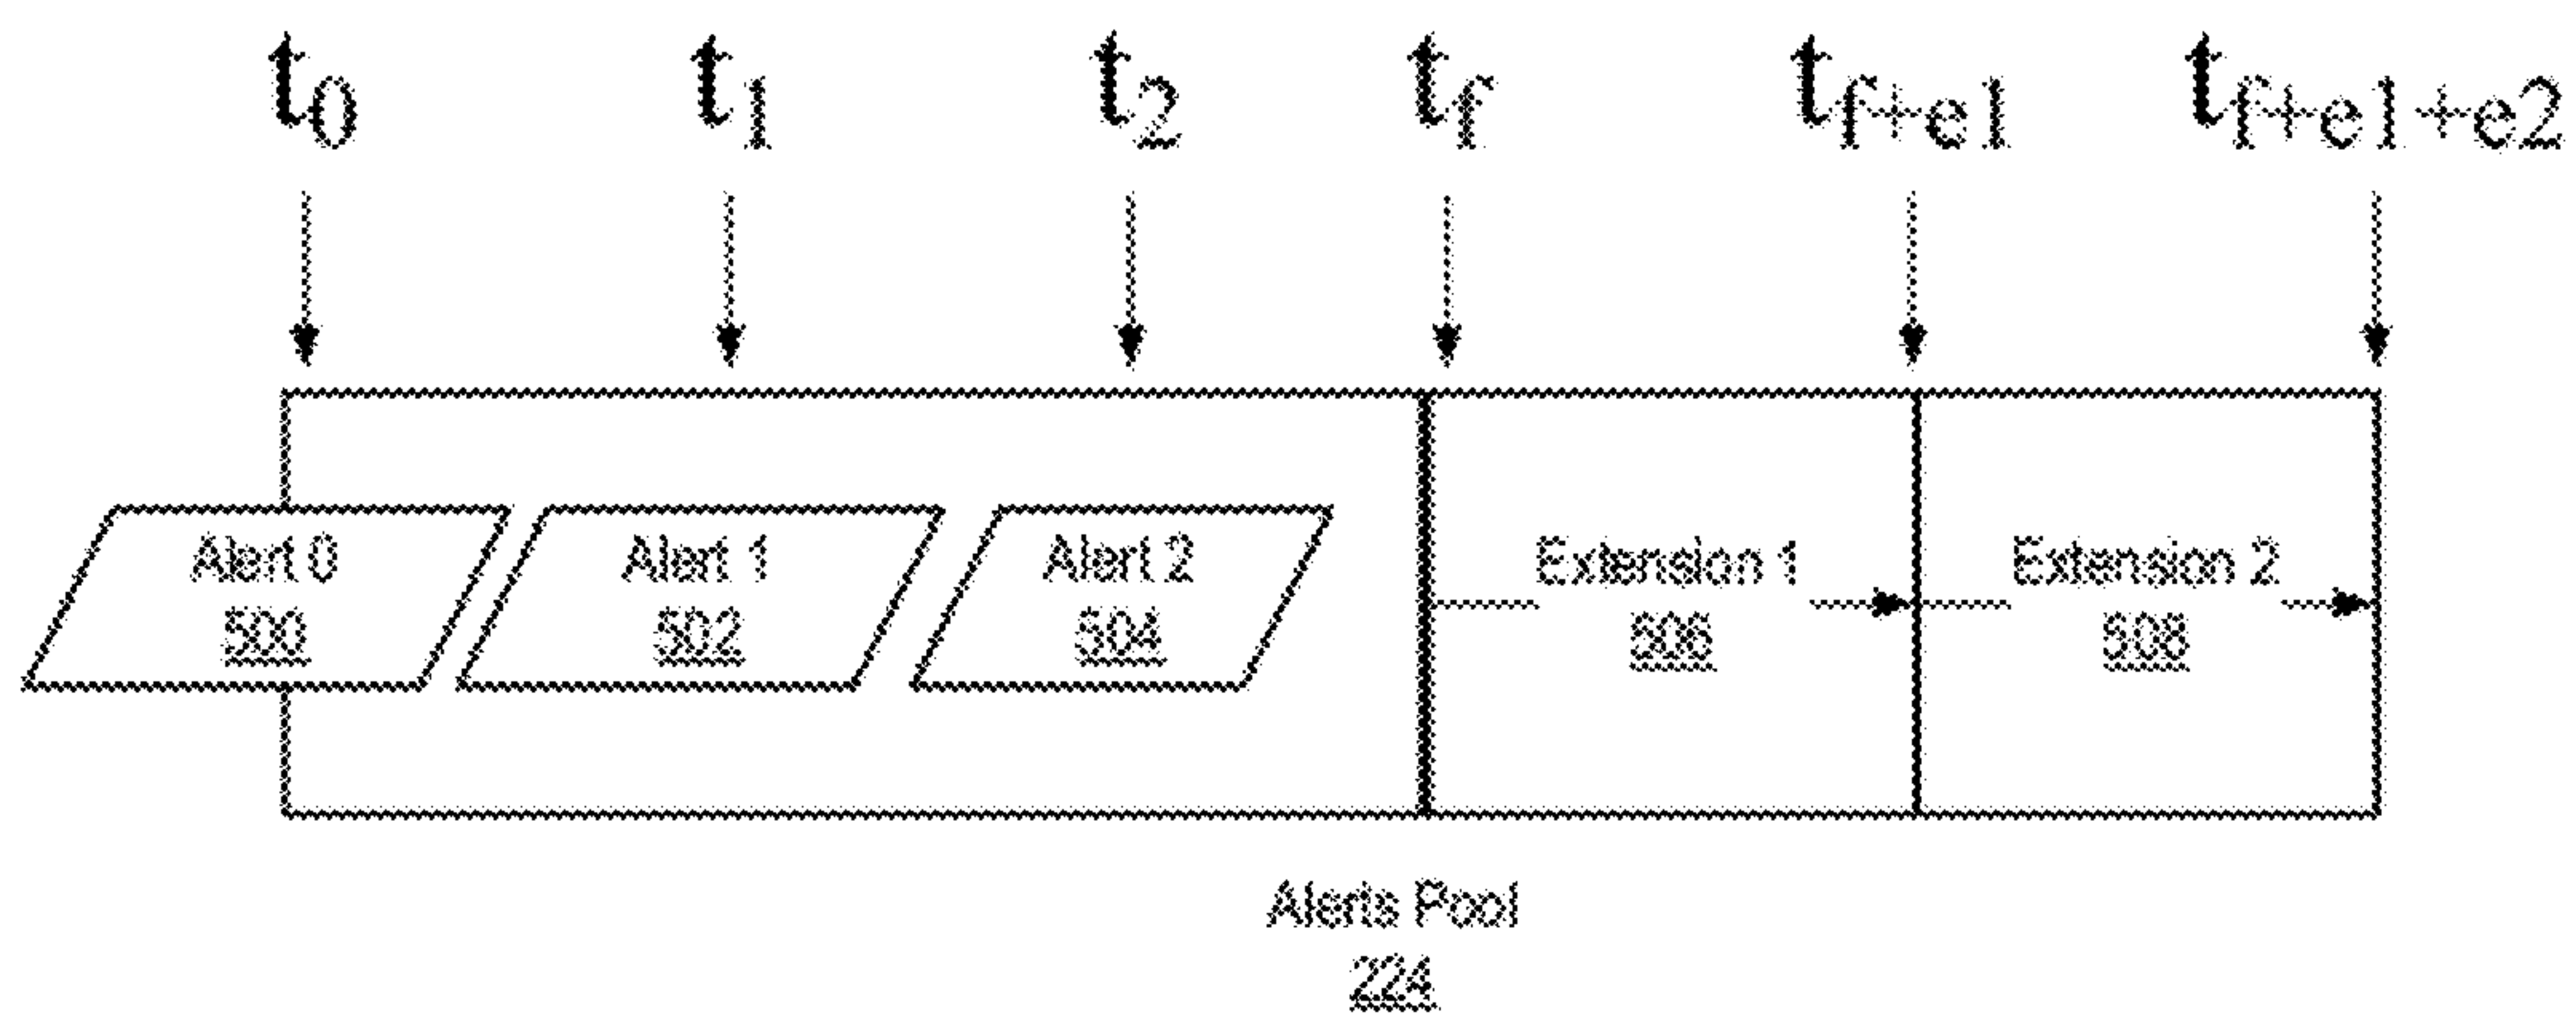 t0 t1 t2 tf tf+e1 tf+e1+e2
Alert 0 Alert 1 Alert 2 Extension 1 Extension 2
500 502 504 506 508
Alerts Pool
224